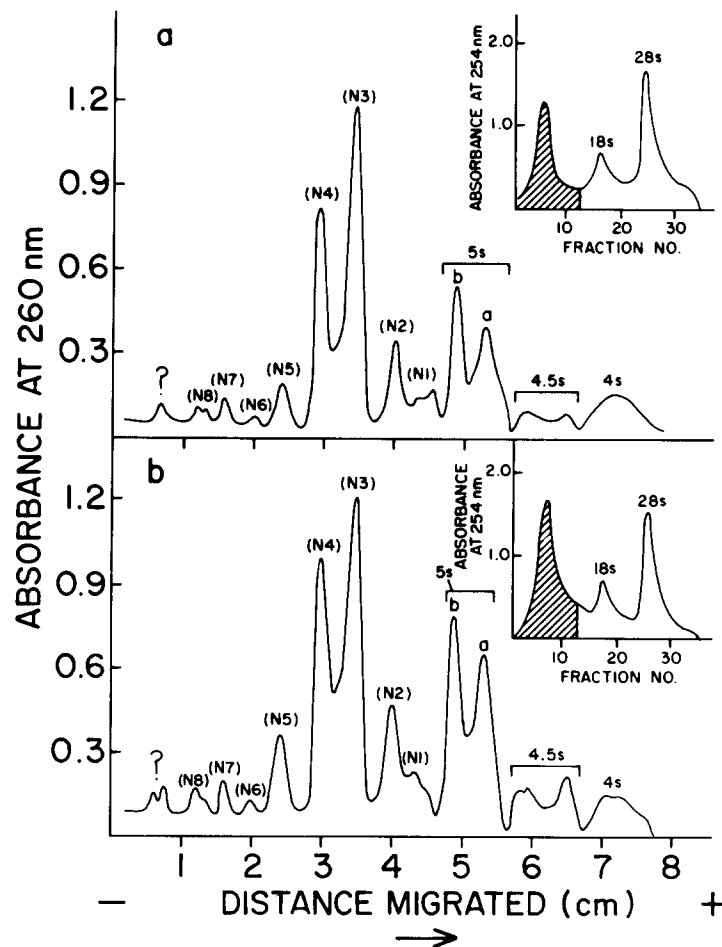 a
ABSORBANCE AT 260 nm
1.2
0.9
0.6
0.3
?
(N8)
(N7)
(N6)
(N5)
(N4)
(N3)
(N2)
(N1)
5s
b
a
4.5s
4s
ABSORBANCE AT 254 nm
2.0
1.0
18s
28s
10 20 30
FRACTION NO.
b
1.2
0.9
0.6
0.3
?
(N8)
(N7)
(N6)
(N5)
(N4)
(N3)
(N2)
(N1)
5s
b
a
4.5s
4s
ABSORBANCE
AT 254 nm
2.0
1.0
18s
28s
10 20 30
FRACTION NO.
1 2 3 4 5 6 7 8
− DISTANCE MIGRATED (cm) +
→